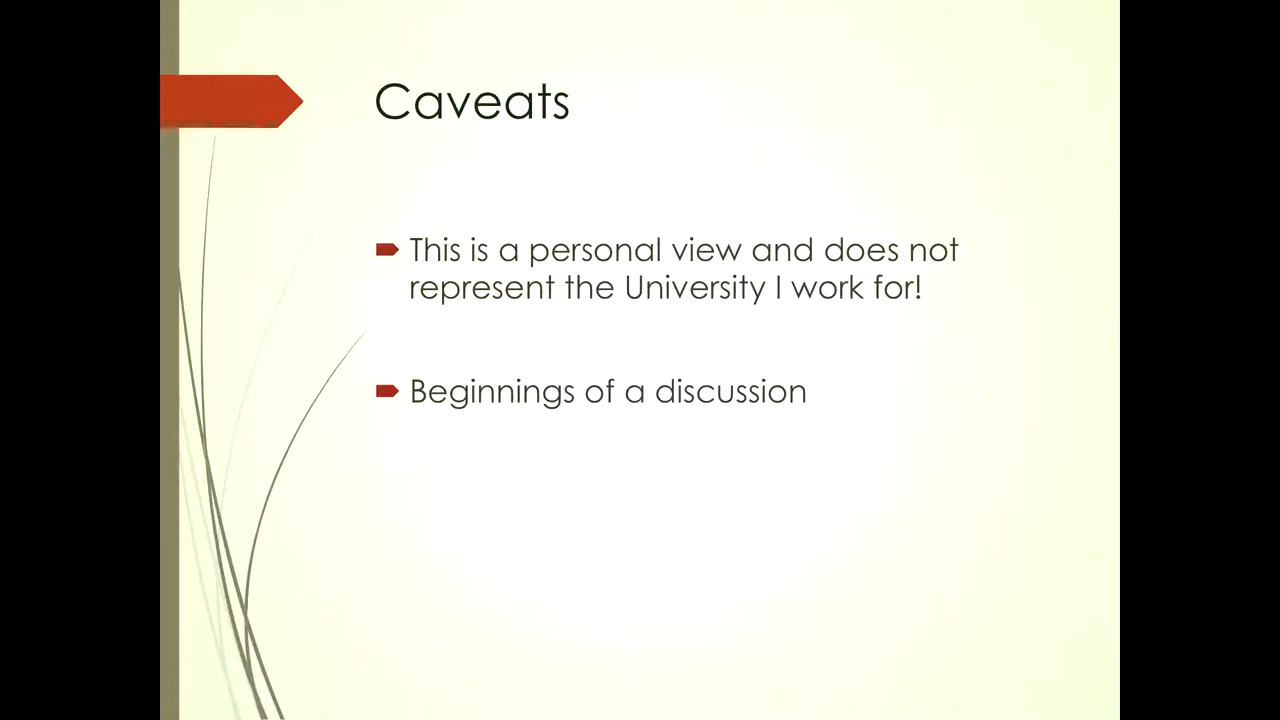 Caveats
This is a personal view and does not
represent the University I work for!
Beginnings of a discussion